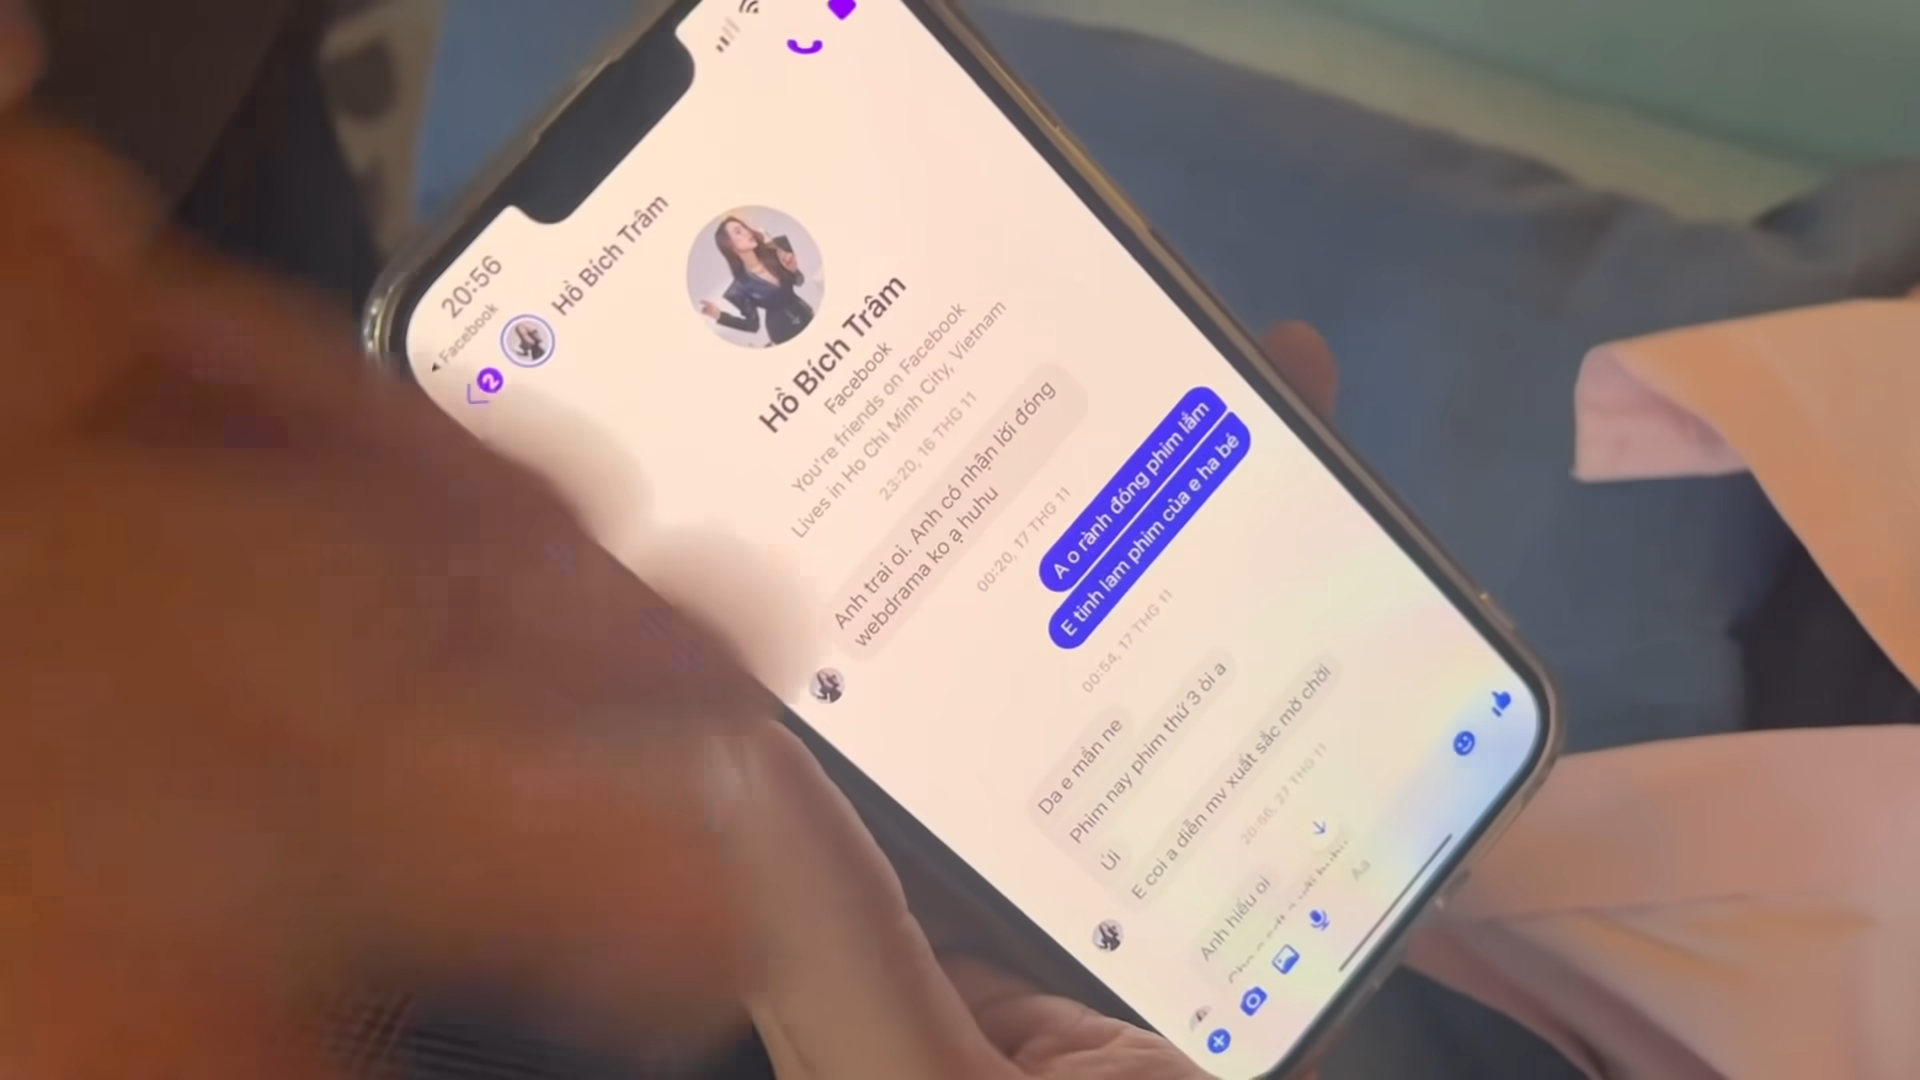 20:56
Facebook
2
Hồ Bích Trâm
Hồ Bích Trâm
Facebook
You're friends on Facebook
Lives in Ho Chi Minh City, Vietnam
23:20, 16 THG 11
Anh trai oi. Anh có nhận lời đóng
webdrama ko ạ huhu
00:20, 17 THG 11
A o rành đóng phim lắm
E tinh lam phim của e ha bé
00:54, 17 THG 11
Da e mần ne
Phim nay phim thứ 3 òi a
Úi
E coi a diễn mv xuất sắc mờ chời
20:56, 27 THG 11
Anh hiếu oi
Aa